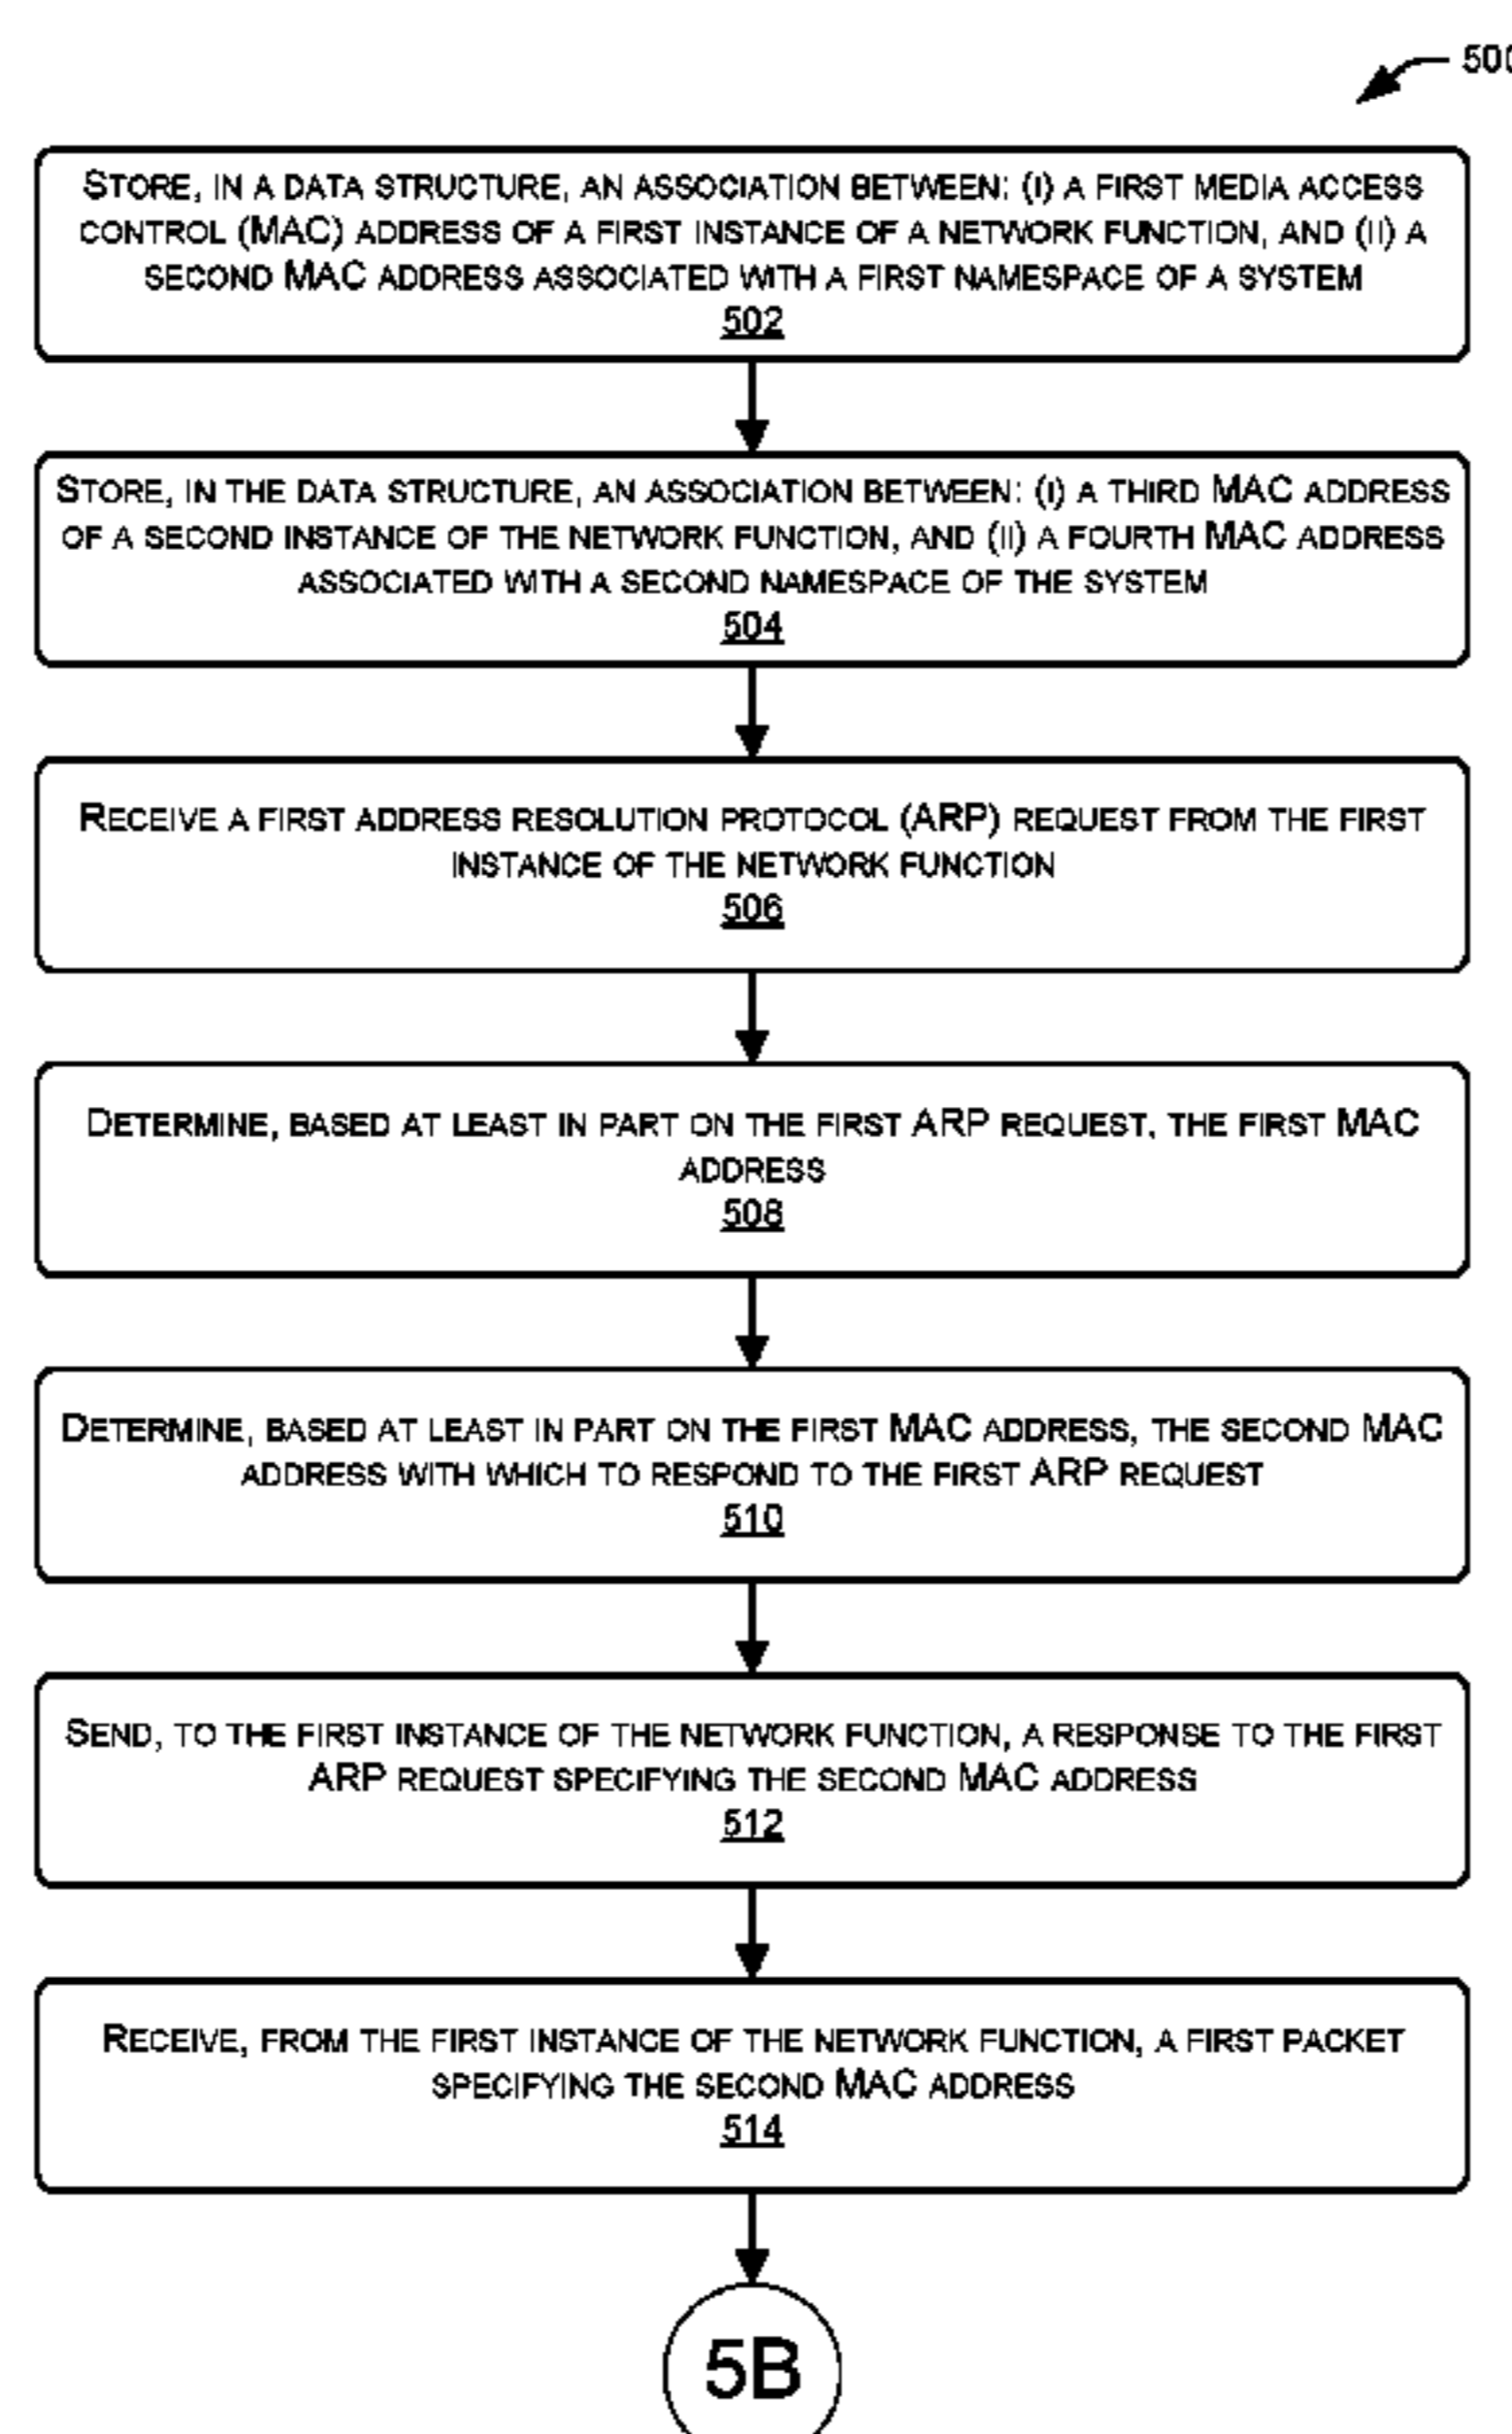 500
STORE, IN A DATA STRUCTURE, AN ASSOCIATION BETWEEN: (I) A FIRST MEDIA ACCESS
CONTROL (MAC) ADDRESS OF A FIRST INSTANCE OF A NETWORK FUNCTION, AND (II) A
SECOND MAC ADDRESS ASSOCIATED WITH A FIRST NAMESPACE OF A SYSTEM
502
STORE, IN THE DATA STRUCTURE, AN ASSOCIATION BETWEEN: (I) A THIRD MAC ADDRESS
OF A SECOND INSTANCE OF THE NETWORK FUNCTION, AND (II) A FOURTH MAC ADDRESS
ASSOCIATED WITH A SECOND NAMESPACE OF THE SYSTEM
504
RECEIVE A FIRST ADDRESS RESOLUTION PROTOCOL (ARP) REQUEST FROM THE FIRST
INSTANCE OF THE NETWORK FUNCTION
506
DETERMINE, BASED AT LEAST IN PART ON THE FIRST ARP REQUEST, THE FIRST MAC
ADDRESS
508
DETERMINE, BASED AT LEAST IN PART ON THE FIRST MAC ADDRESS, THE SECOND MAC
ADDRESS WITH WHICH TO RESPOND TO THE FIRST ARP REQUEST
510
SEND, TO THE FIRST INSTANCE OF THE NETWORK FUNCTION, A RESPONSE TO THE FIRST
ARP REQUEST SPECIFYING THE SECOND MAC ADDRESS
512
RECEIVE, FROM THE FIRST INSTANCE OF THE NETWORK FUNCTION, A FIRST PACKET
SPECIFYING THE SECOND MAC ADDRESS
514
5B